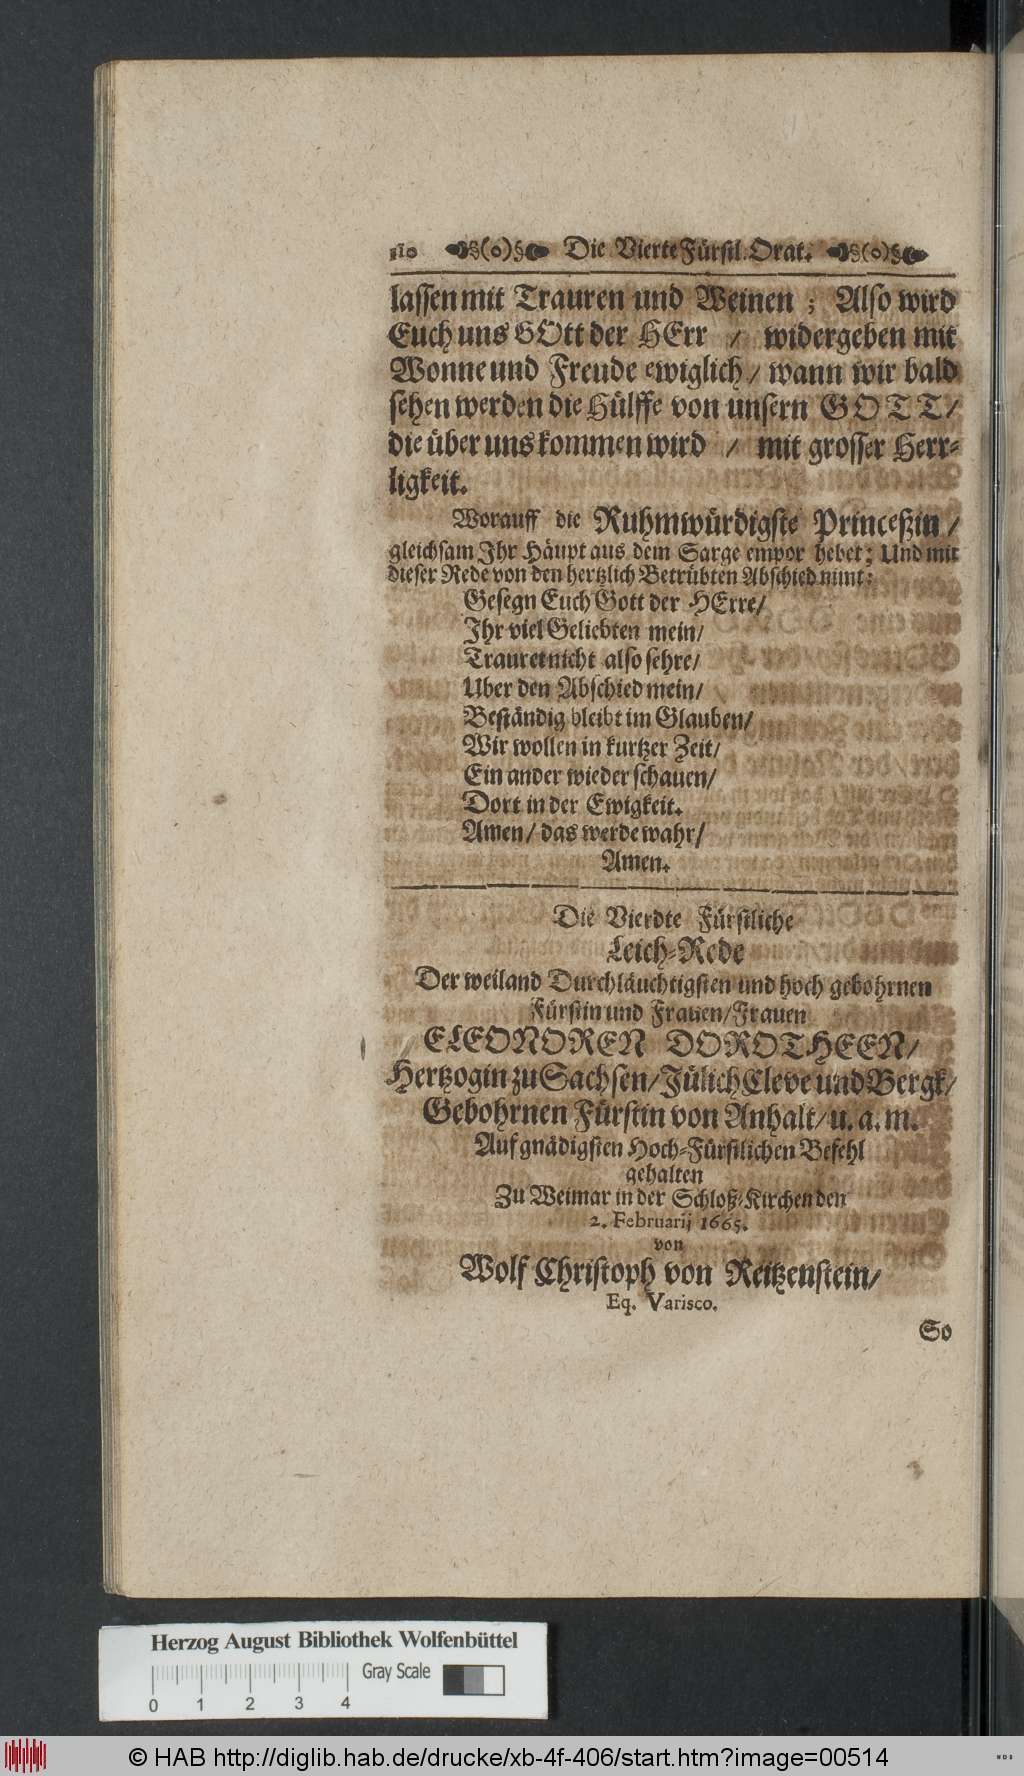 110 §(o)§ Die Vierte Fürstl. Orat. §(o)§
lassen mit Trauren und Weinen ; Also wird
Euch uns GOtt der HErr / widergeben mit
Wonne und Freude ewiglich / wann wir bald
sehen werden die Hülffe von unsern GOTT /
die über uns kommen wird / mit grosser Herr-
ligkeit.
Worauff die Ruhmwürdigste Princeßin /
gleichsam Ihr Häupt aus dem Sarge empor hebet; Und mit
dieser Rede von den hertzlich Betrübten Abschied nimt:
Gesegn Euch Gott der HErre/
Ihr viel Geliebten mein/
Trauret nicht also sehre/
Uber den Abschied mein/
Beständig bleibt im Glauben/
Wir wollen in kurtzer Zeit/
Ein ander wieder schauen/
Dort in der Ewigkeit.
Amen/ das werde wahr/
Amen.
Die Vierdte Fürstliche
Leich-Rede
Der weiland Durchläuchtigsten und hoch gebohrnen
Fürstin und Frauen/Frauen
ELEONOREN DOROTHEEN/
Hertzogin zu Sachsen/Jülich Cleve und Bergk/
Gebohrnen Fürstin von Anhalt/ u. a. m.
Auf gnädigsten Hoch-Fürstlichen Befehl
gehalten
Zu Weimar in der Schloß-Kirchen den
2. Februarij 1665.
von
Wolf Christoph von Reitzenstein/
Eq. Varisco.
So
Herzog August Bibliothek Wolfenbüttel
Gray Scale
0 1 2 3 4
© HAB http://diglib.hab.de/drucke/xb-4f-406/start.htm?image=00514